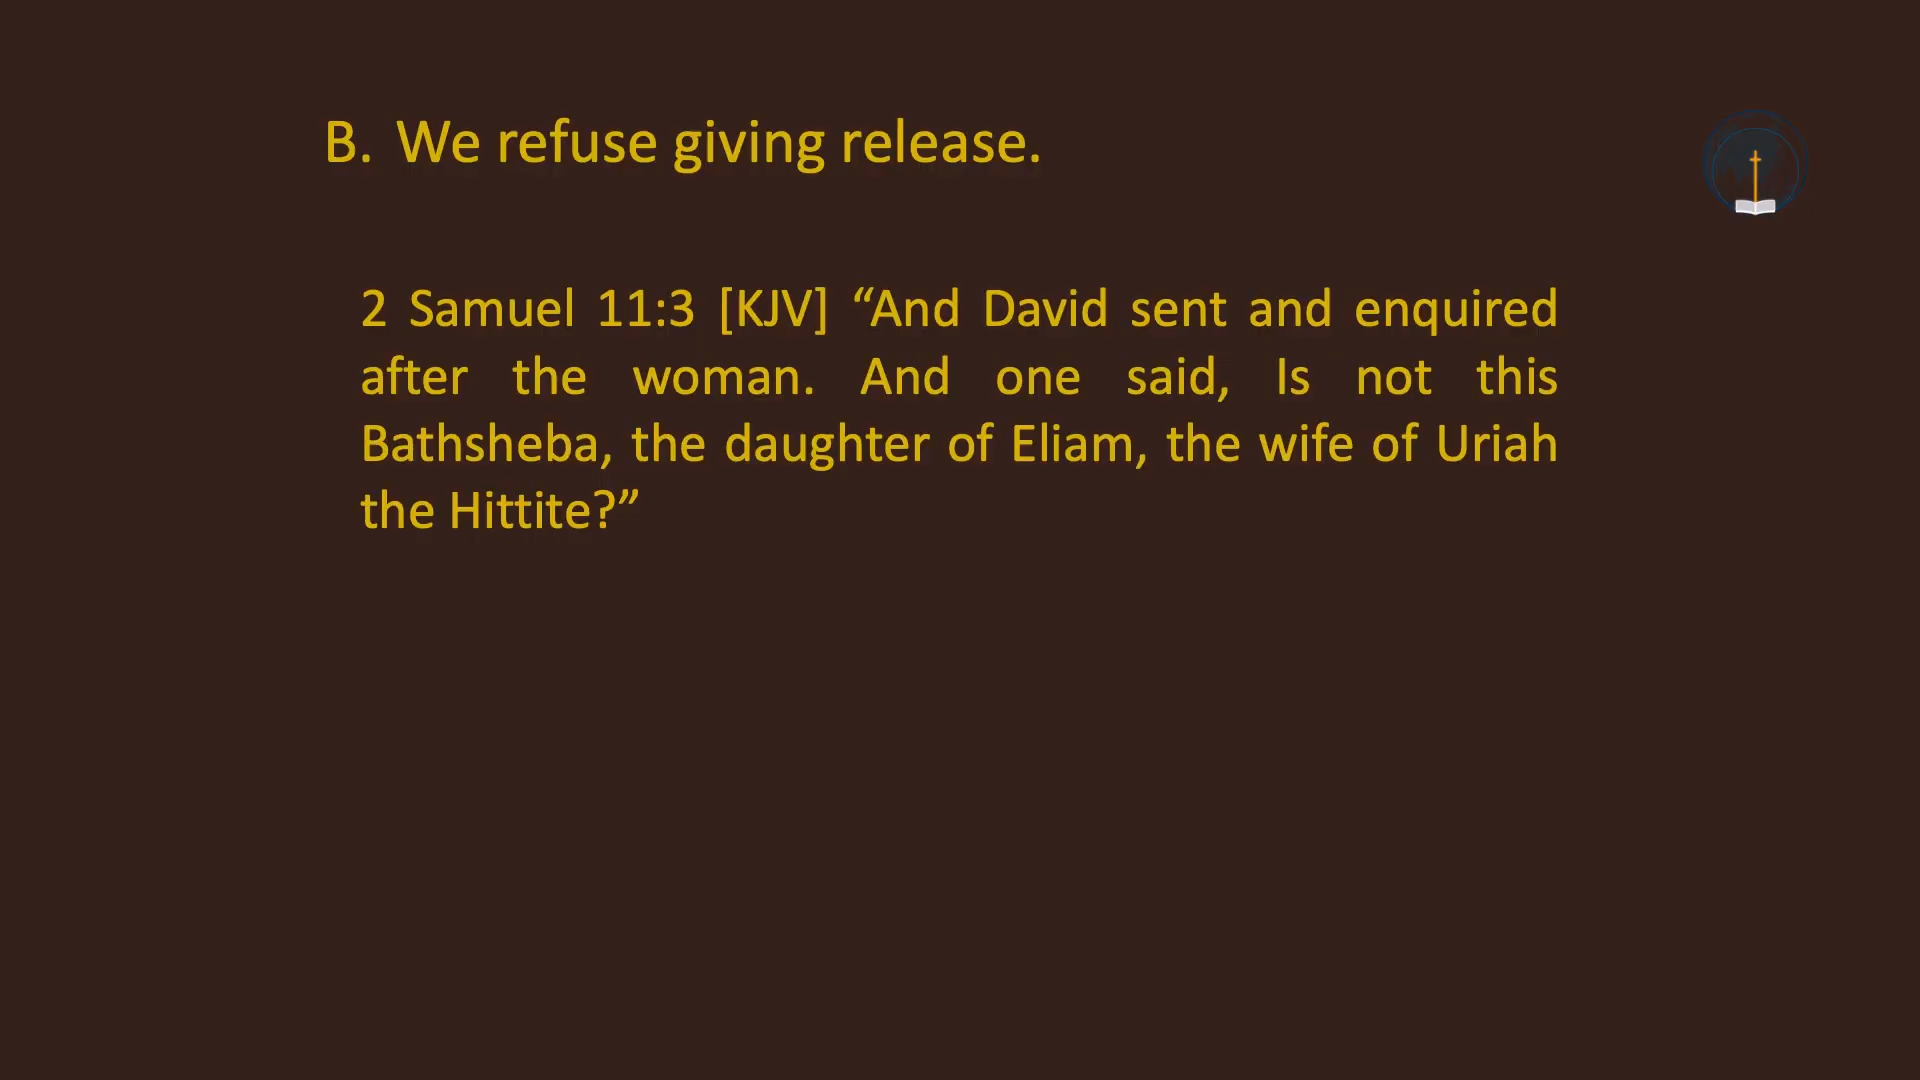 B. We refuse giving release.
2 Samuel 11:3 [KJV] “And David sent and enquired
after the woman. And one said, Is not this
Bathsheba, the daughter of Eliam, the wife of Uriah
the Hittite?”